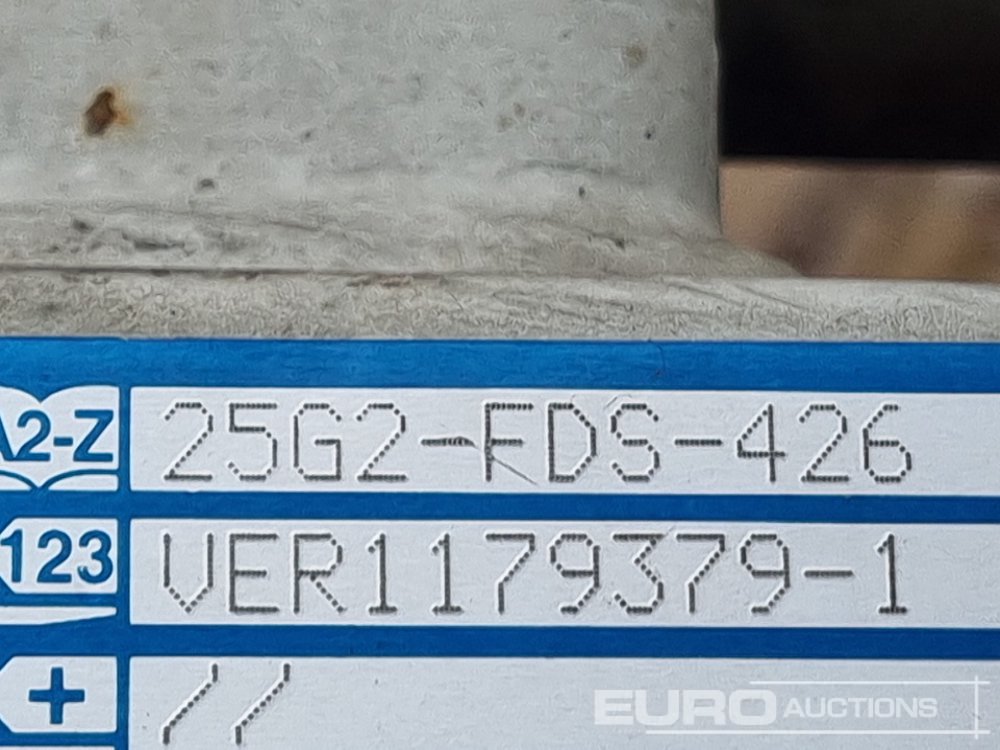 A2-Z 25G2-FDS-426
123 VER1179379-1
+ //
EURO AUCTIONS